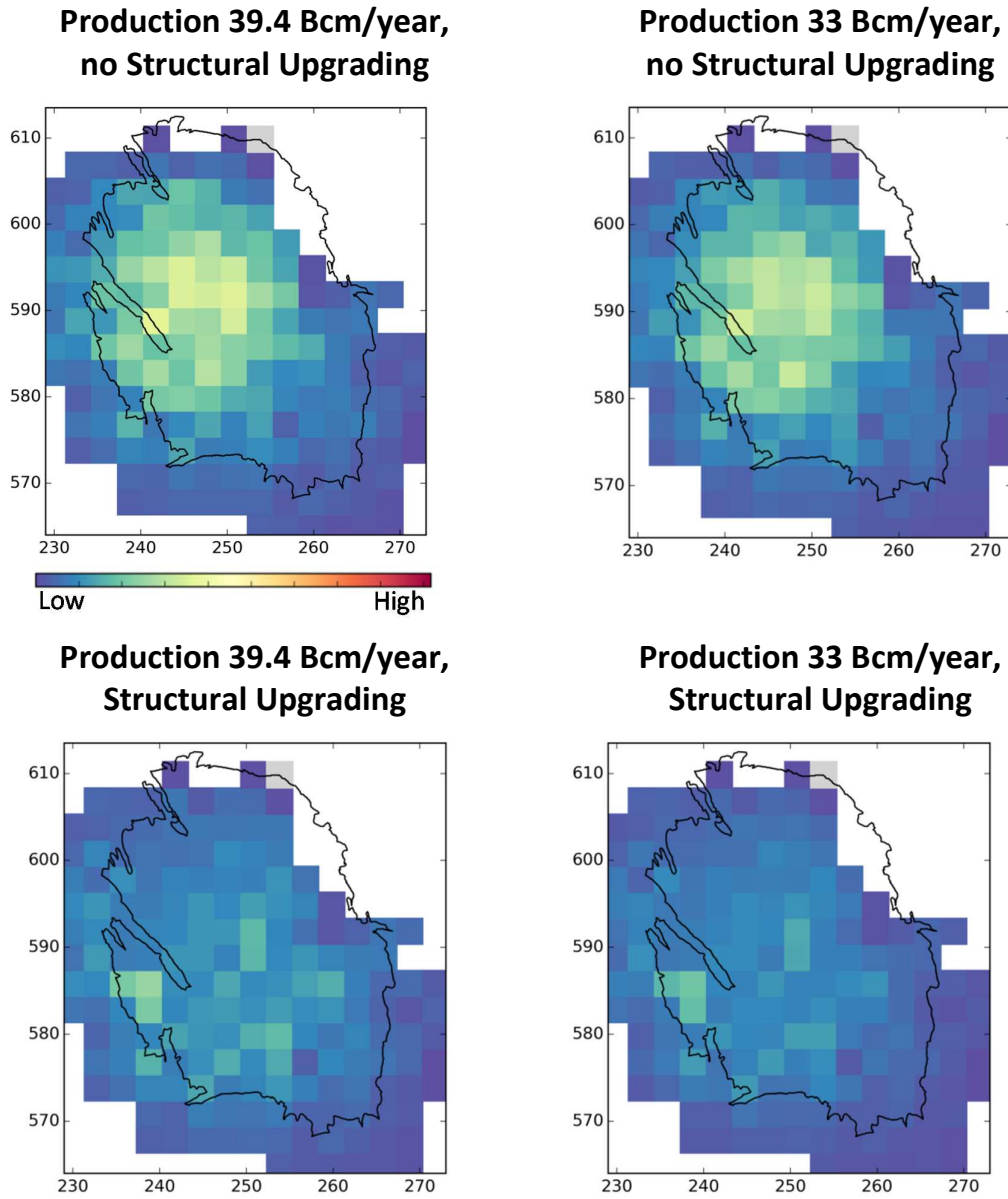 Production 39.4 Bcm/year,
no Structural Upgrading
Production 33 Bcm/year,
no Structural Upgrading
610
600
590
580
570
230 240 250 260 270
610
600
590
580
570
230 240 250 260 270
Low High
Production 39.4 Bcm/year,
Structural Upgrading
Production 33 Bcm/year,
Structural Upgrading
610
600
590
580
570
230 240 250 260 270
610
600
590
580
570
230 240 250 260 270